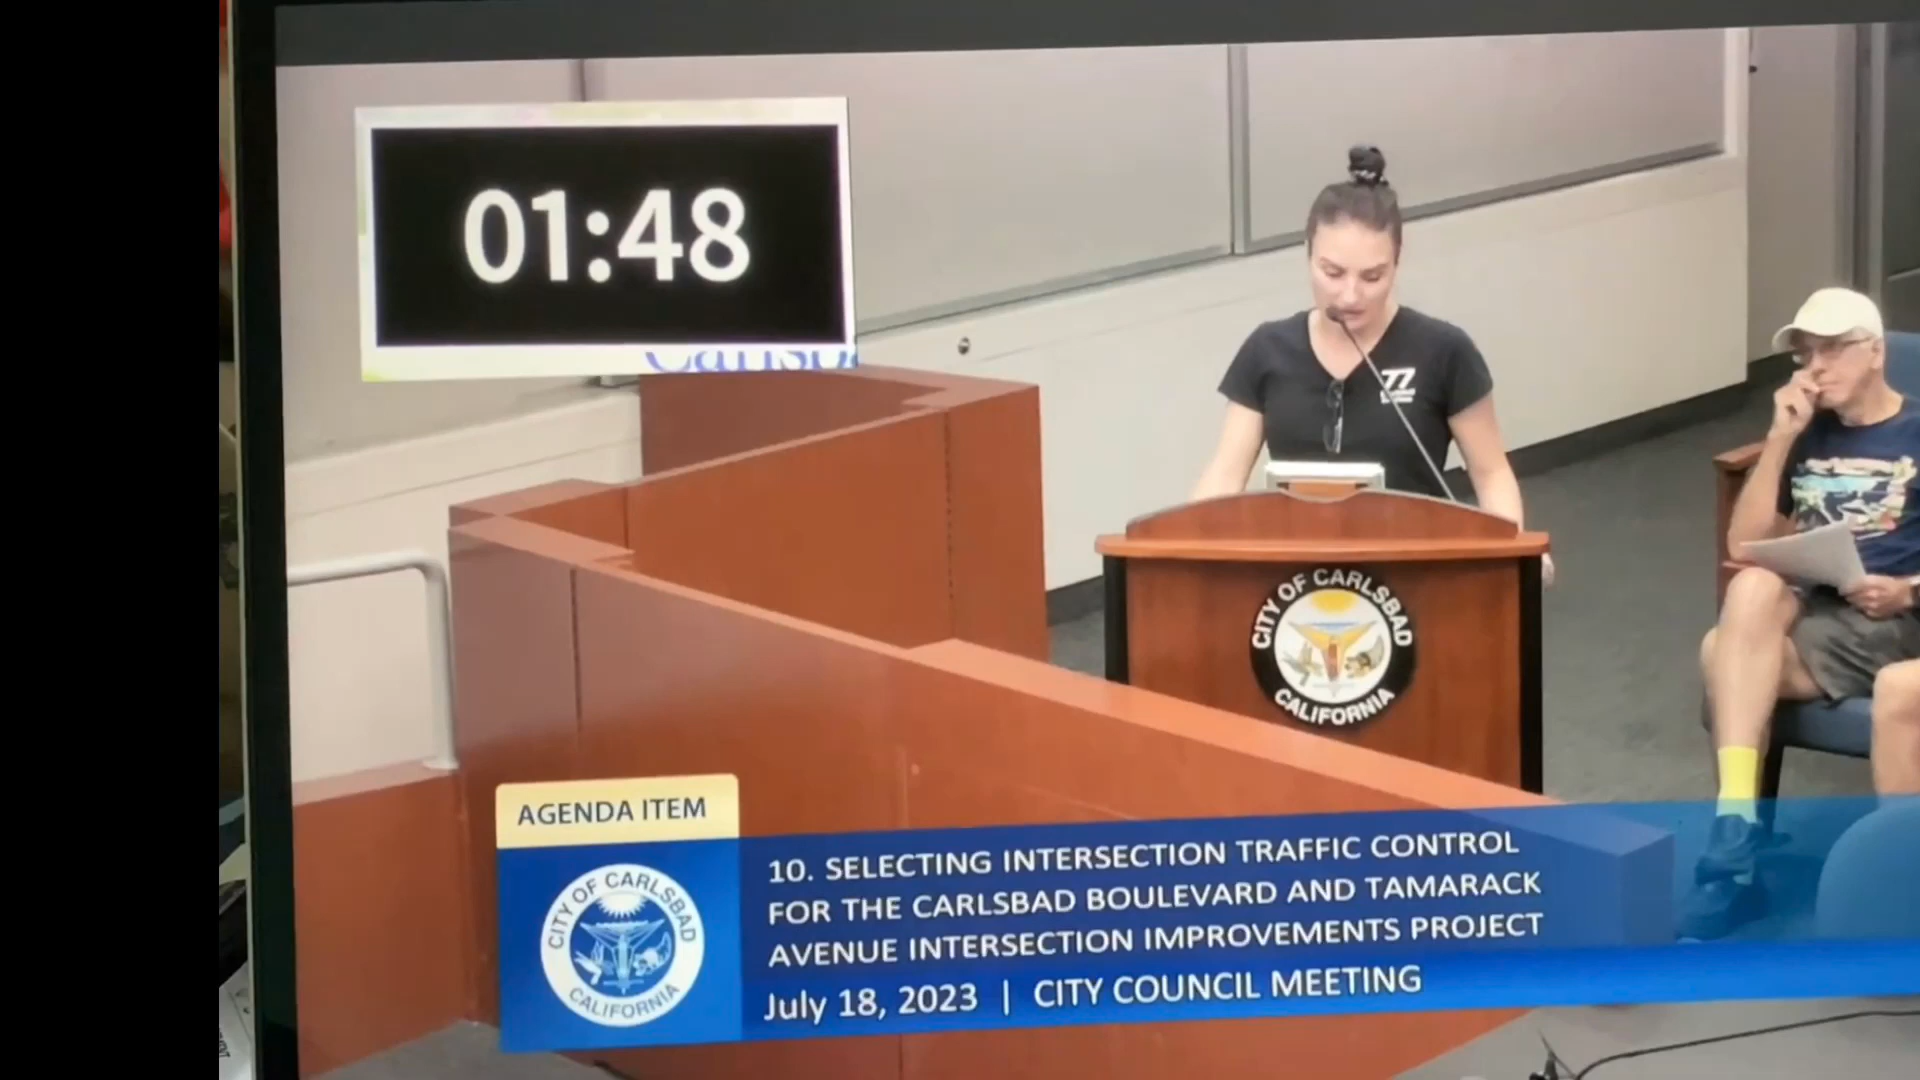 01:48
77
CITY OF CARLSBAD
CALIFORNIA
AGENDA ITEM
CITY OF CARLSBAD
CALIFORNIA
10. SELECTING INTERSECTION TRAFFIC CONTROL
FOR THE CARLSBAD BOULEVARD AND TAMARACK
AVENUE INTERSECTION IMPROVEMENTS PROJECT
July 18, 2023 | CITY COUNCIL MEETING